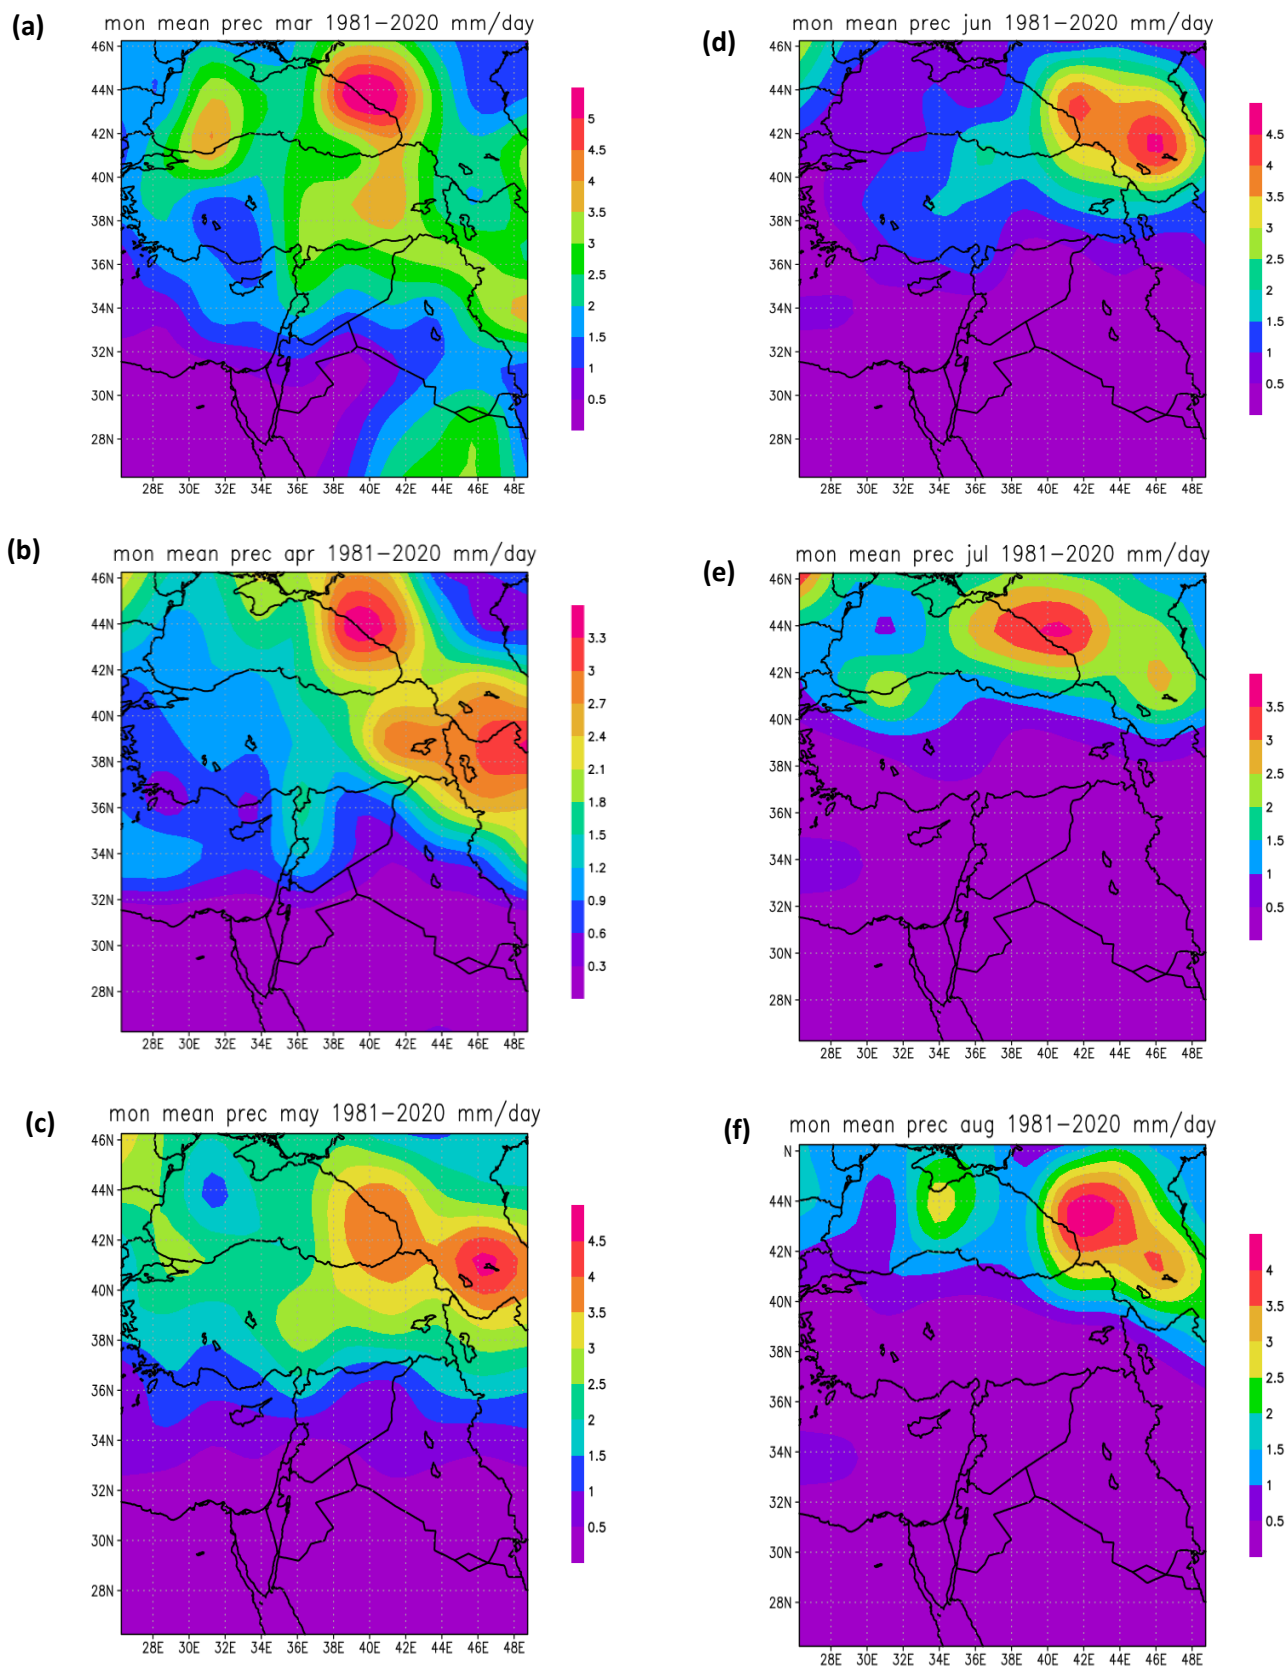 (a)
mon mean prec mar 1981-2020 mm/day
46N
44N
42N
40N
38N
36N
34N
32N
30N
28N
28E 30E 32E 34E 36E 38E 40E 42E 44E 46E 48E
5
4.5
4
3.5
3
2.5
2
1.5
1
0.5
(d)
mon mean prec jun 1981-2020 mm/day
46N
44N
42N
40N
38N
36N
34N
32N
30N
28N
28E 30E 32E 34E 36E 38E 40E 42E 44E 46E 48E
4.5
4
3.5
3
2.5
2
1.5
1
0.5
(b)
mon mean prec apr 1981-2020 mm/day
46N
44N
42N
40N
38N
36N
34N
32N
30N
28N
28E 30E 32E 34E 36E 38E 40E 42E 44E 46E 48E
3.3
3
2.7
2.4
2.1
1.8
1.5
1.2
0.9
0.6
0.3
(e)
mon mean prec jul 1981-2020 mm/day
46N
44N
42N
40N
38N
36N
34N
32N
30N
28N
28E 30E 32E 34E 36E 38E 40E 42E 44E 46E 48E
3.5
3
2.5
2
1.5
1
0.5
(c)
mon mean prec may 1981-2020 mm/day
46N
44N
42N
40N
38N
36N
34N
32N
30N
28N
28E 30E 32E 34E 36E 38E 40E 42E 44E 46E 48E
4.5
4
3.5
3
2.5
2
1.5
1
0.5
(f)
mon mean prec aug 1981-2020 mm/day
N
44N
42N
40N
38N
36N
34N
32N
30N
28N
28E 30E 32E 34E 36E 38E 40E 42E 44E 46E 48E
4
3.5
3
2.5
2
1.5
1
0.5